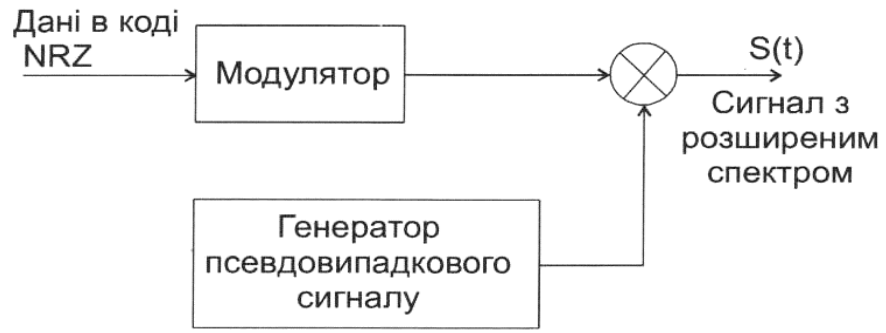 Дані в коді
NRZ
Модулятор
S(t)
Сигнал з
розширеним
спектром
Генератор
псевдовипадкового
сигналу